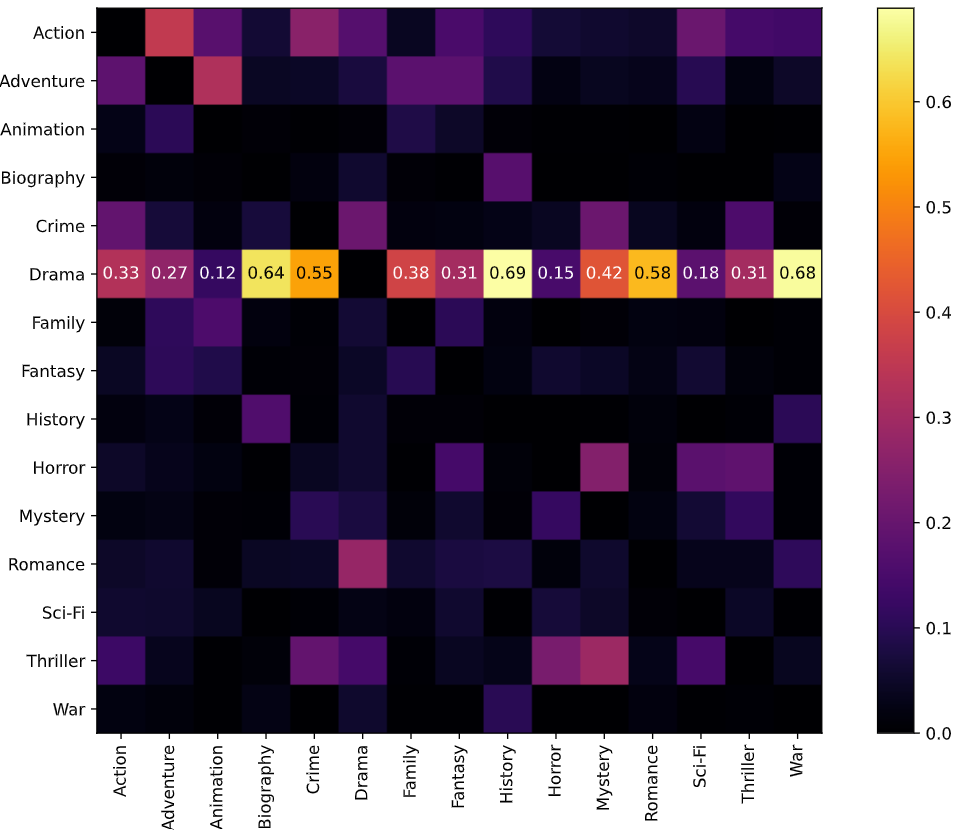 Action
Adventure
Animation
Biography
Crime
Drama 0.33 0.27 0.12 0.64 0.55 0.38 0.31 0.69 0.15 0.42 0.58 0.18 0.31 0.68
Family
Fantasy
History
Horror
Mystery
Romance
Sci-Fi
Thriller
War
Action Adventure Animation Biography Crime Drama Family Fantasy History Horror Mystery Romance Sci-Fi Thriller War
0.6
0.5
0.4
0.3
0.2
0.1
0.0